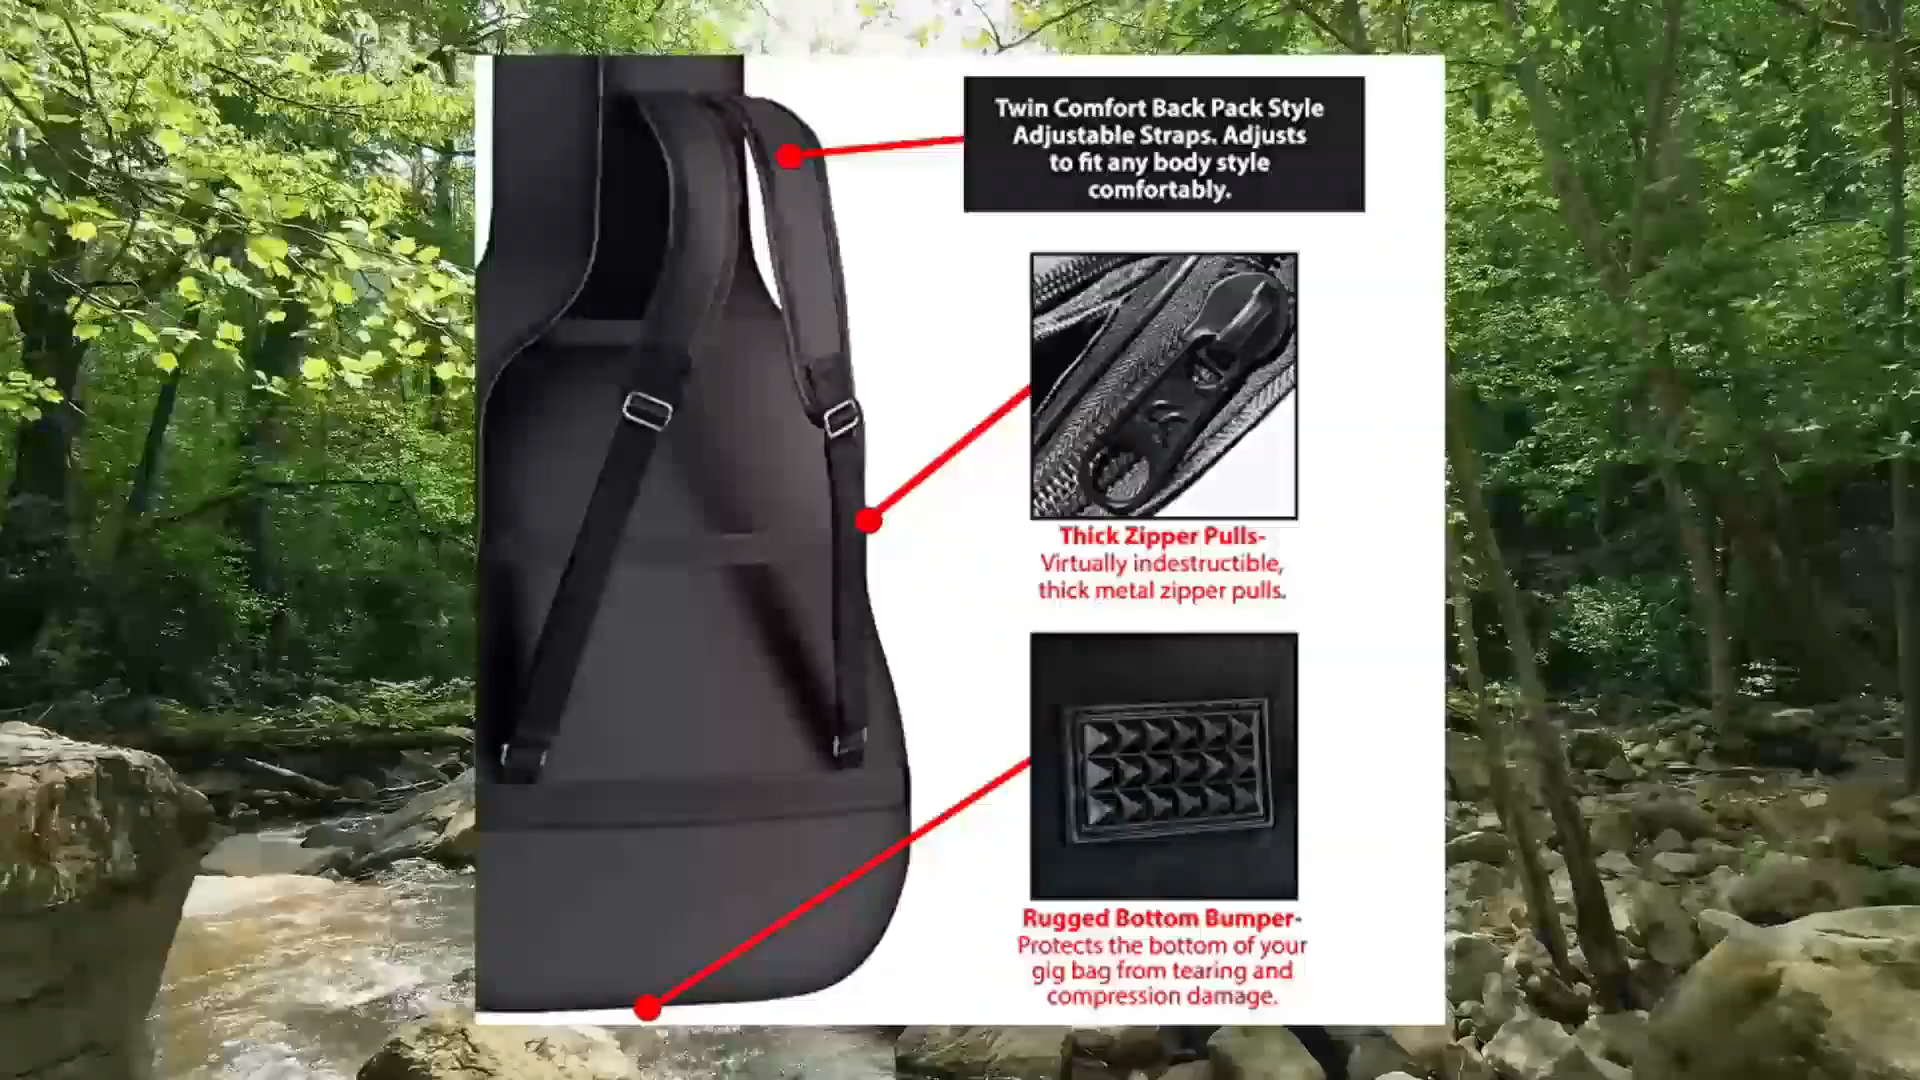 Twin Comfort Back Pack Style
Adjustable Straps. Adjusts
to fit any body style
comfortably.
Thick Zipper Pulls-
Virtually indestructible,
thick metal zipper pulls.
Rugged Bottom Bumper-
Protects the bottom of your
gig bag from tearing and
compression damage.